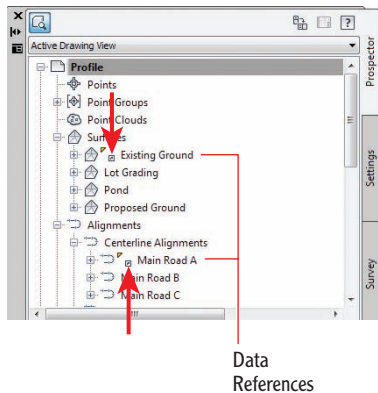 Active Drawing View
Profile
Points
Point Groups
Point Clouds
Surfaces
Existing Ground
Lot Grading
Pond
Proposed Ground
Alignments
Centerline Alignments
Main Road A
Main Road B
Main Road C
Prospector
Settings
Survey
Data
References